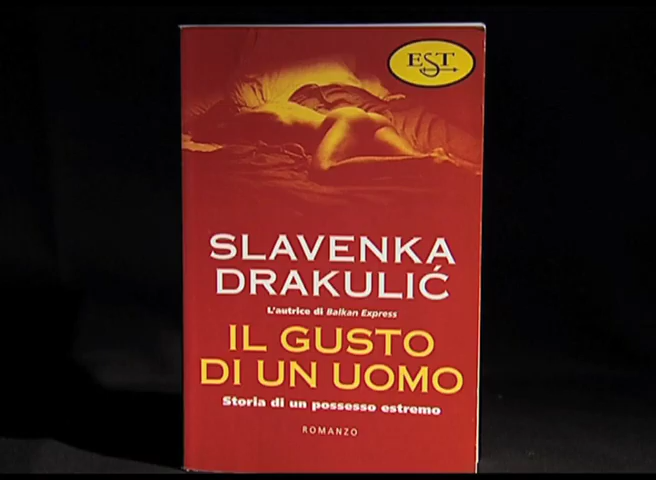 EST
SLAVENKA
DRAKULIĆ
L'autrice di Balkan Express
IL GUSTO
DI UN UOMO
Storia di un possesso estremo
ROMANZO